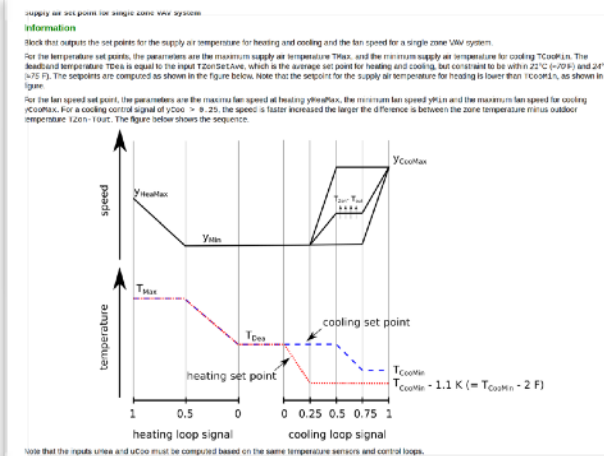 supply air set point for single zone VAV system
Information
Block that outputs the set points for the supply air temperature for heating and cooling and the fan speed for a single zone VAV system.
For the temperature set points, the parameters are the maximum supply air temperature TMax, and the minimum supply air temperature for cooling TCooMin. The
deadband temperature TDea is equal to the input TZonSetAve, which is the average set point for heating and cooling, but constraint to be within 21°C (≈70 F) and 24°
(≈75 F). The setpoints are computed as shown in the figure below. Note that the setpoint for the supply air temperature for heating is lower than TCooMin, as shown in
figure.
For the fan speed set point, the parameters are the maximu fan speed at heating yHeaMax, the minimum fan speed yMin and the maximum fan speed for cooling
yCooMax. For a cooling control signal of yCoo > 0.25, the speed is faster increased the larger the difference is between the zone temperature minus outdoor
temperature TZon-TOut. The figure below shows the sequence.
speed
yHeaMax
yMin
TZon- Tout
yCooMax
temperature
TMax
TDea
cooling set point
heating set point
TCooMin
TCooMin - 1.1 K (= TCooMin - 2 F)
1 0.5 0 0 0.25 0.5 0.75 1
heating loop signal cooling loop signal
Note that the inputs uHea and uCoo must be computed based on the same temperature sensors and control loops.